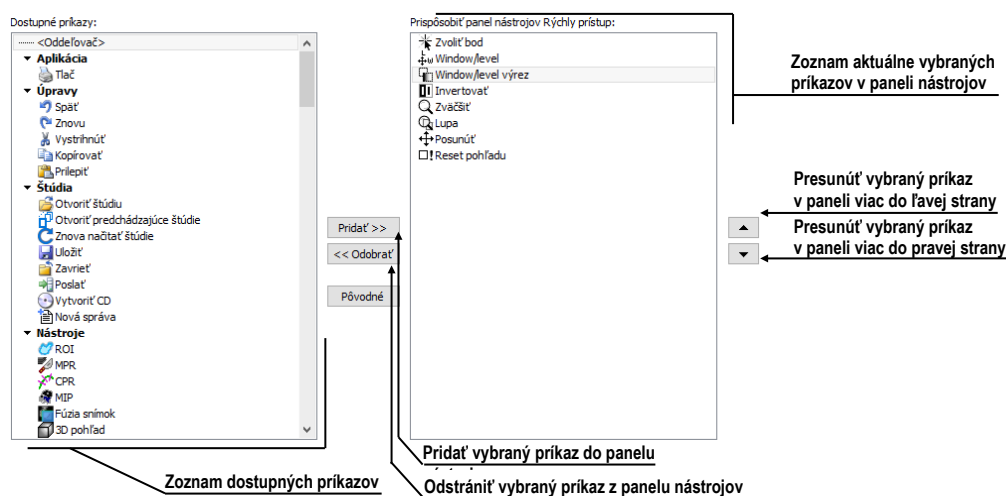 Dostupné príkazy:
<Oddeľovač>
Aplikácia
Tlač
Úpravy
Späť
Znovu
Vystrihnúť
Kopírovať
Prilepiť
Štúdia
Otvoriť štúdiu
Otvoriť predchádzajúce štúdie
Znova načítať štúdie
Uložiť
Zavrieť
Poslať
Vytvoriť CD
Nová správa
Nástroje
ROI
MPR
CPR
MIP
Fúzia snímok
3D pohľad
Pridať >>
<< Odobrať
Pôvodné
Prispôsobiť panel nástrojov Rýchly prístup:
Zvoliť bod
Window/level
Window/level výrez
Invertovať
Zväčšiť
Lupa
Posunúť
Reset pohľadu
Zoznam aktuálne vybraných
príkazov v paneli nástrojov
Presunúť vybraný príkaz
v paneli viac do ľavej strany
Presunúť vybraný príkaz
v paneli viac do pravej strany
Pridať vybraný príkaz do panelu
Zoznam dostupných príkazov
Odstrániť vybraný príkaz z panelu nástrojov